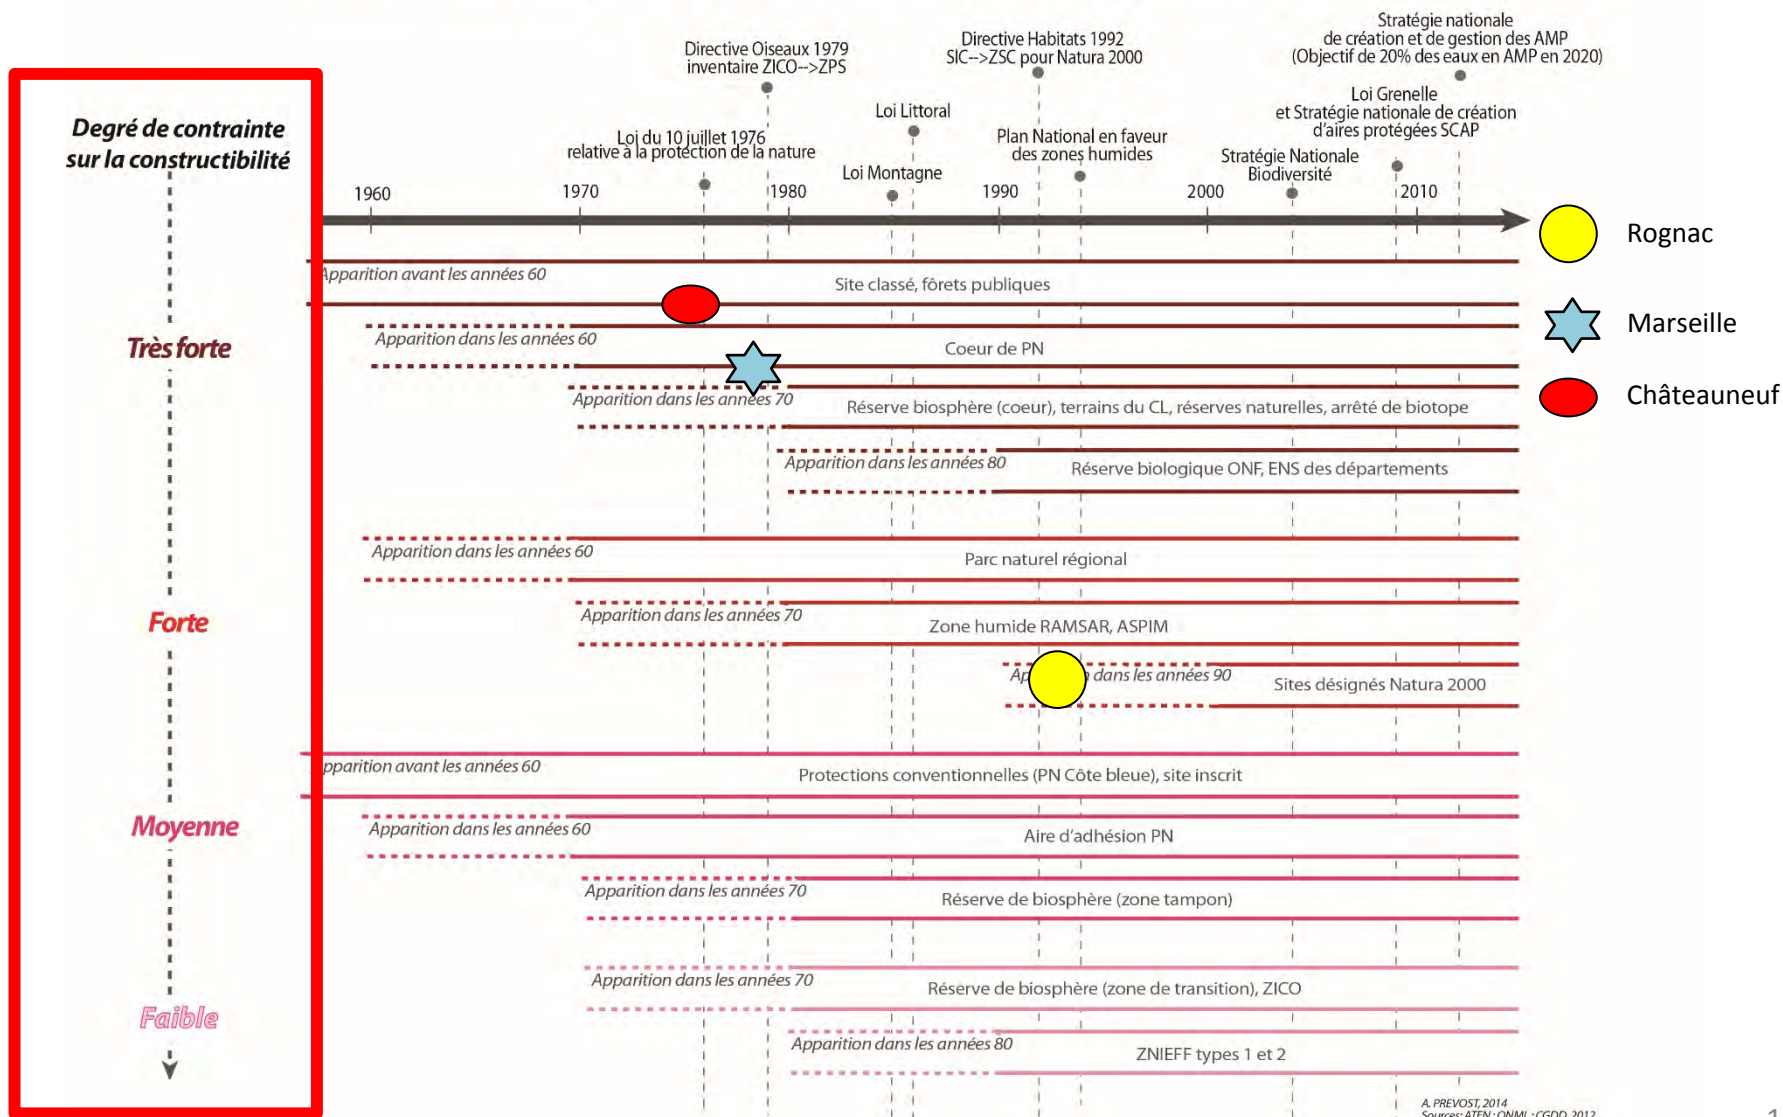 Stratégie nationale
de création et de gestion des AMP
(Objectif de 20% des eaux en AMP en 2020)
Directive Habitats 1992
SIC-->ZSC pour Natura 2000
Directive Oiseaux 1979
inventaire ZICO-->ZPS
Loi Grenelle
et Stratégie nationale de création
d'aires protégées SCAP
Loi Littoral
Degré de contrainte
sur la constructibilité
Loi du 10 juillet 1976
relative à la protection de la nature
Plan National en faveur
des zones humides
Stratégie Nationale
Biodiversité
Loi Montagne
1960
1970
1980
1990
2000
2010
Rognac
Marseille
Châteauneuf
Apparition avant les années 60
Site classé, fôrets publiques
Très forte
Apparition dans les années 60
Coeur de PN
Apparition dans les années 70
Réserve biosphère (coeur), terrains du CL, réserves naturelles, arrêté de biotope
Apparition dans les années 80
Réserve biologique ONF, ENS des départements
Apparition dans les années 60
Parc naturel régional
Forte
Apparition dans les années 70
Zone humide RAMSAR, ASPIM
dans les années 90
Sites désignés Natura 2000
pparition avant les années 60
Protections conventionnelles (PN Côte bleue), site inscrit
Moyenne
Apparition dans les années 60
Aire d'adhésion PN
Apparition dans les années 70
Réserve de biosphère (zone tampon)
Apparition dans les années 70
Réserve de biosphère (zone de transition), ZICO
Faible
Apparition dans les années 80
ZNIEFF types 1 et 2
A. PREVOST, 2014
Sources: ATEN ; ONML ; CGDD, 2012